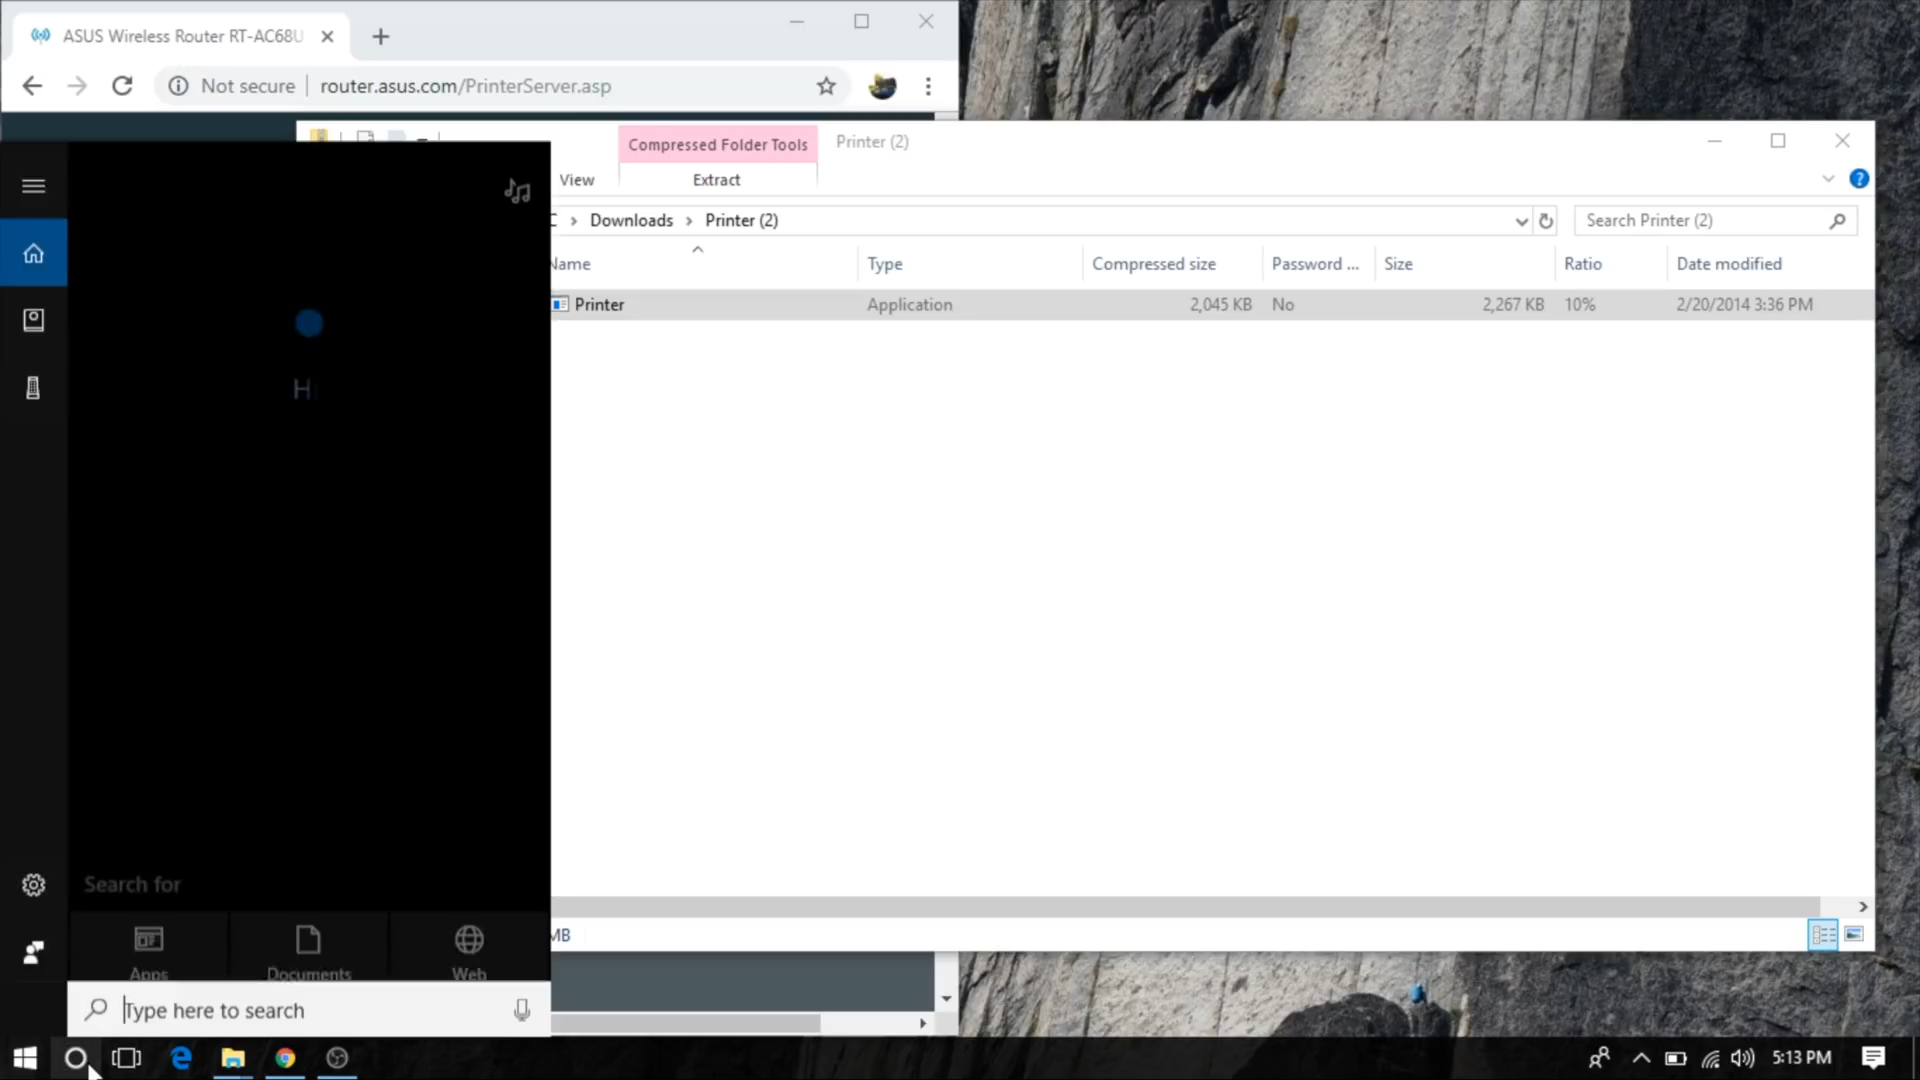 ASUS Wireless Router RT-AC68U
Not secure router.asus.com/PrinterServer.asp
Compressed Folder Tools
Printer (2)
View
Extract
Downloads
Printer (2)
Search Printer (2)
Name
Type
Compressed size
Password ...
Size
Ratio
Date modified
Printer
Application
2,045 KB
No
2,267 KB
10%
2/20/2014 3:36 PM
Search for
Apps
Documents
Web
MB
Type here to search
5:13 PM